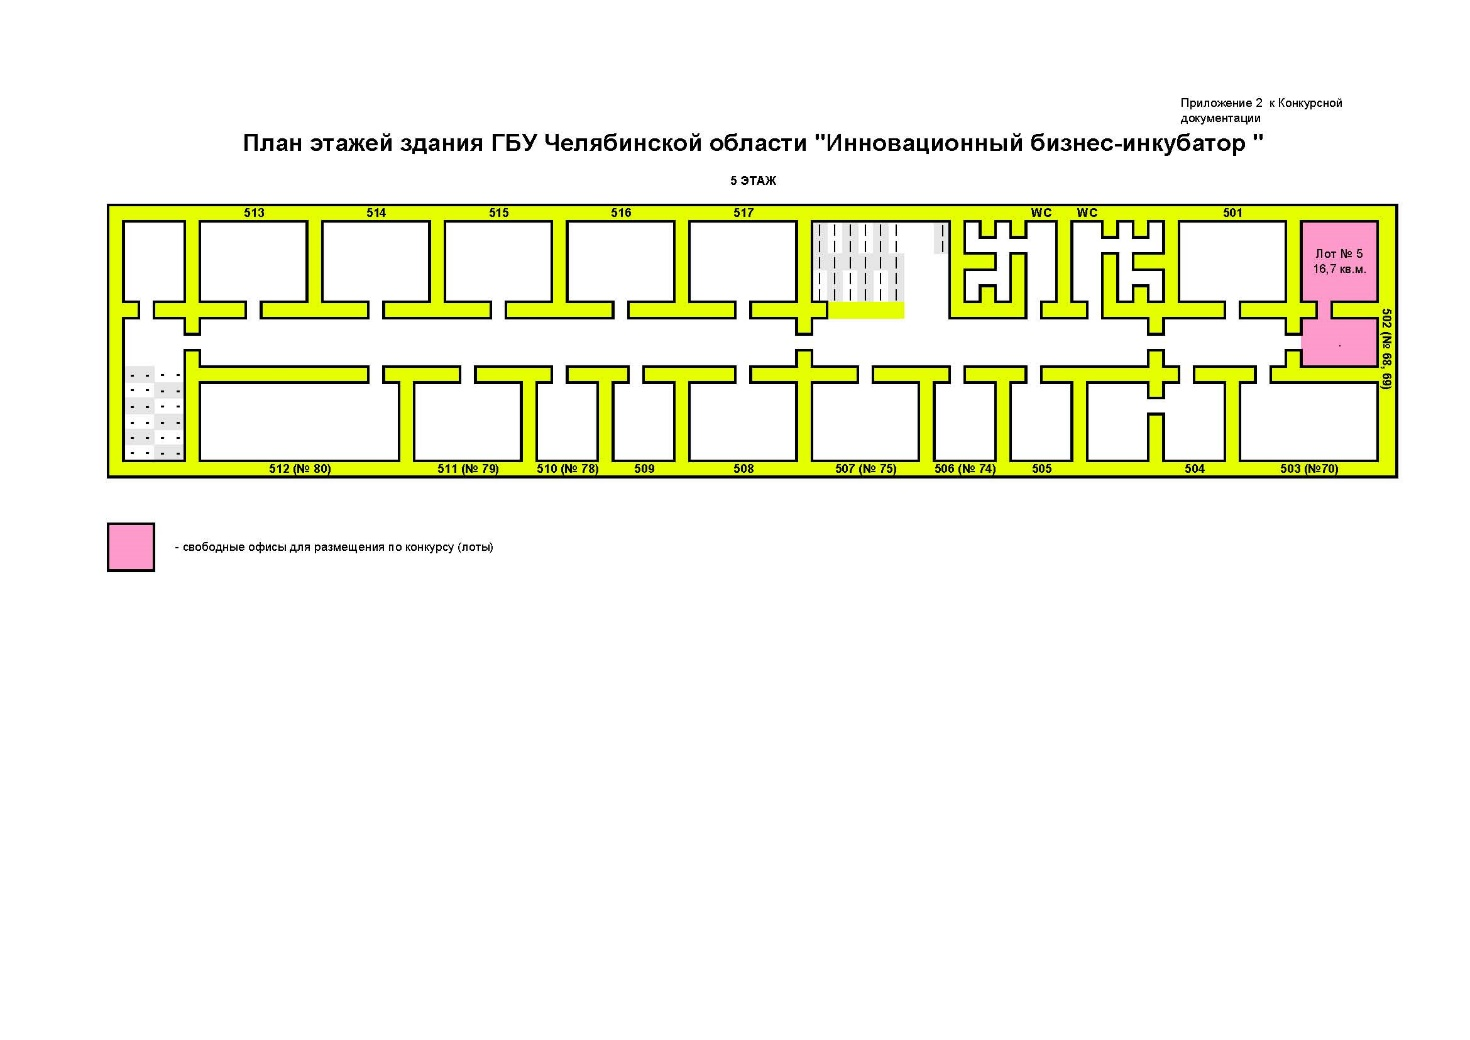 Приложение 2 к Конкурсной
документации
План этажей здания ГБУ Челябинской области "Инновационный бизнес-инкубатор "
5 ЭТАЖ
513 514 515 516 517 WC WC 501
Лот № 5
16,7 кв.м.
502 (№ 68, 69)
512 (№ 80) 511 (№ 79) 510 (№ 78) 509 508 507 (№ 75) 506 (№ 74) 505 504 503 (№70)
- свободные офисы для размещения по конкурсу (лоты)